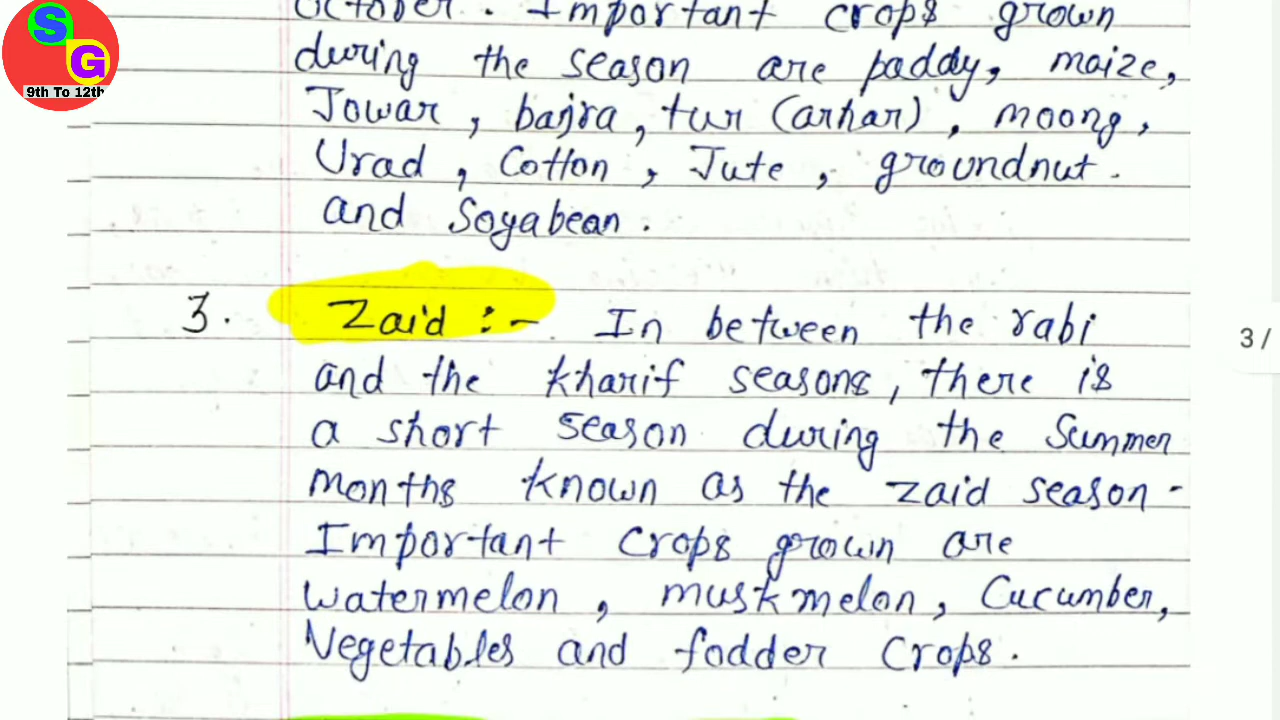 SG
9th To 12th
October. Important crops grown
during the season are paddy, maize,
Jowar, bajra, tur (arhar), moong,
Urad, Cotton, Jute, groundnut.
and Soyabean.
3. Zaid :- In between the rabi
and the kharif seasons, there is
a short season during the Summer
months known as the zaid season-
Important crops grown are
Watermelon, muskmelon, Cucumber,
Vegetables and fodder Crops.
3/